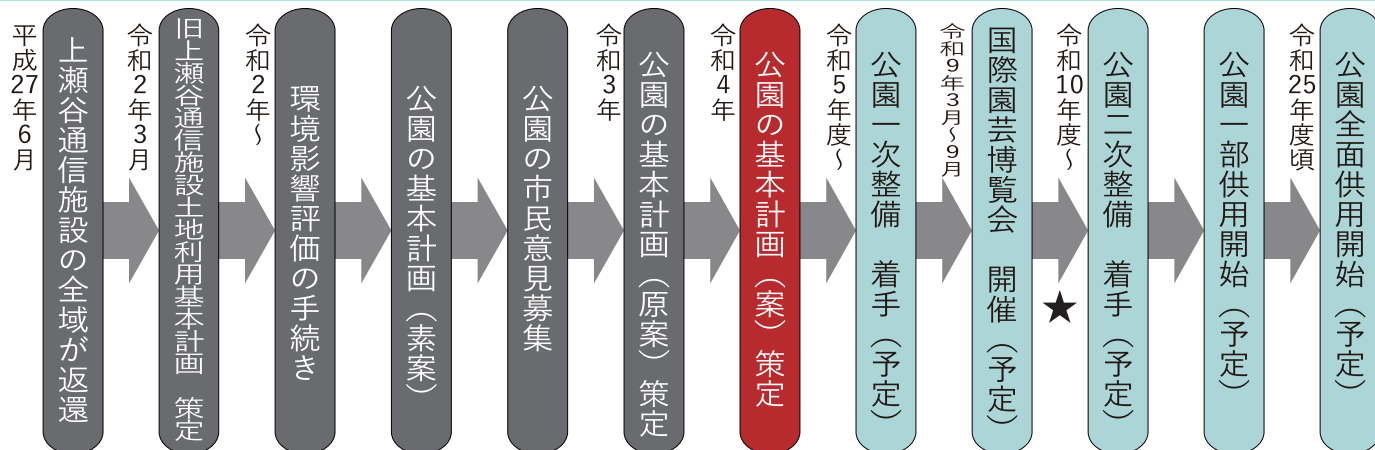 平成27年6月
上瀬谷通信施設の全域が返還
令和2年3月
旧上瀬谷通信施設土地利用基本計画 策定
令和2年〜
環境影響評価の手続き
公園の基本計画（素案）
公園の市民意見募集
令和3年
公園の基本計画（原案）策定
令和4年
公園の基本計画（案）策定
令和5年度〜
公園一次整備 着手（予定）
令和9年3月〜9月
国際園芸博覧会 開催（予定）
★
令和10年度〜
公園二次整備 着手（予定）
公園一部供用開始（予定）
令和25年度頃
公園全面供用開始（予定）